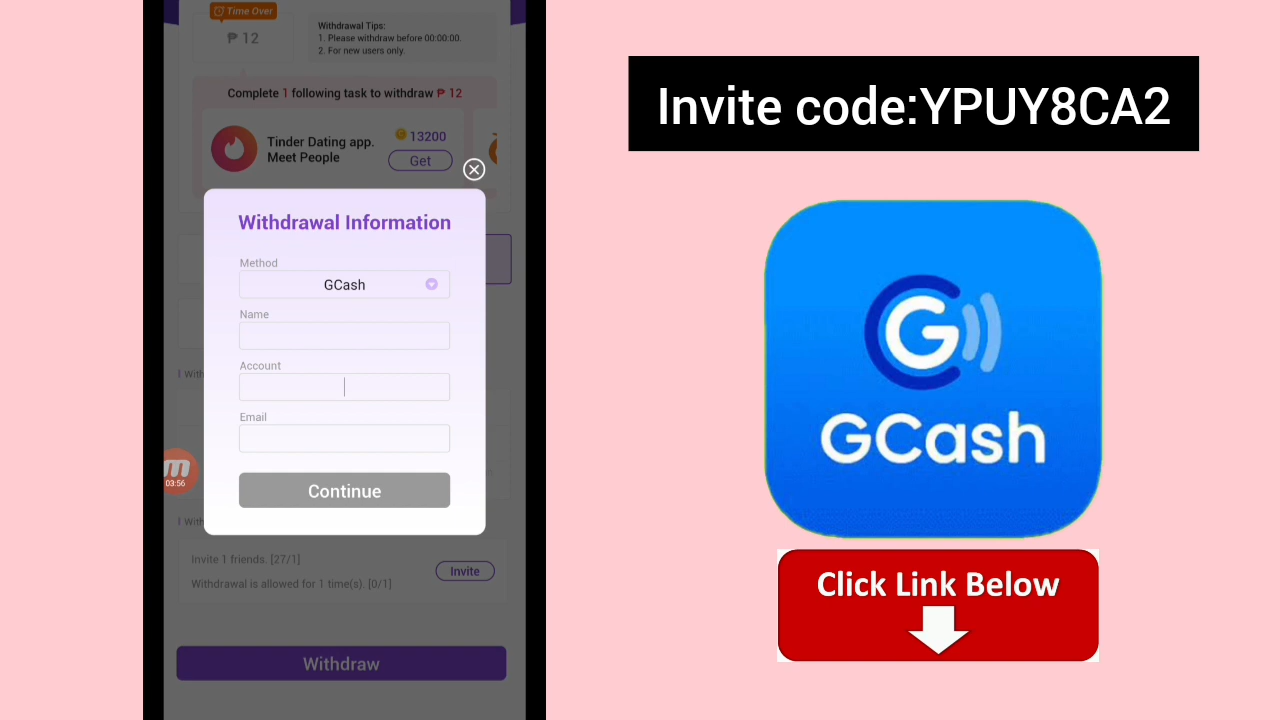 Time Over
₱ 12
Withdrawal Tips:
1. Please withdraw before 00:00:00.
2. For new users only.
Complete 1 following task to withdraw ₱ 12
Tinder Dating app.
Meet People
13200
Get
Withdrawal Information
Method
GCash
Name
Account
Email
Continue
03:56
I With
I With
Invite 1 friends. [27/1]
Withdrawal is allowed for 1 time(s). [0/1]
Invite
Withdraw
Invite code:YPUY8CA2
G
GCash
Click Link Below